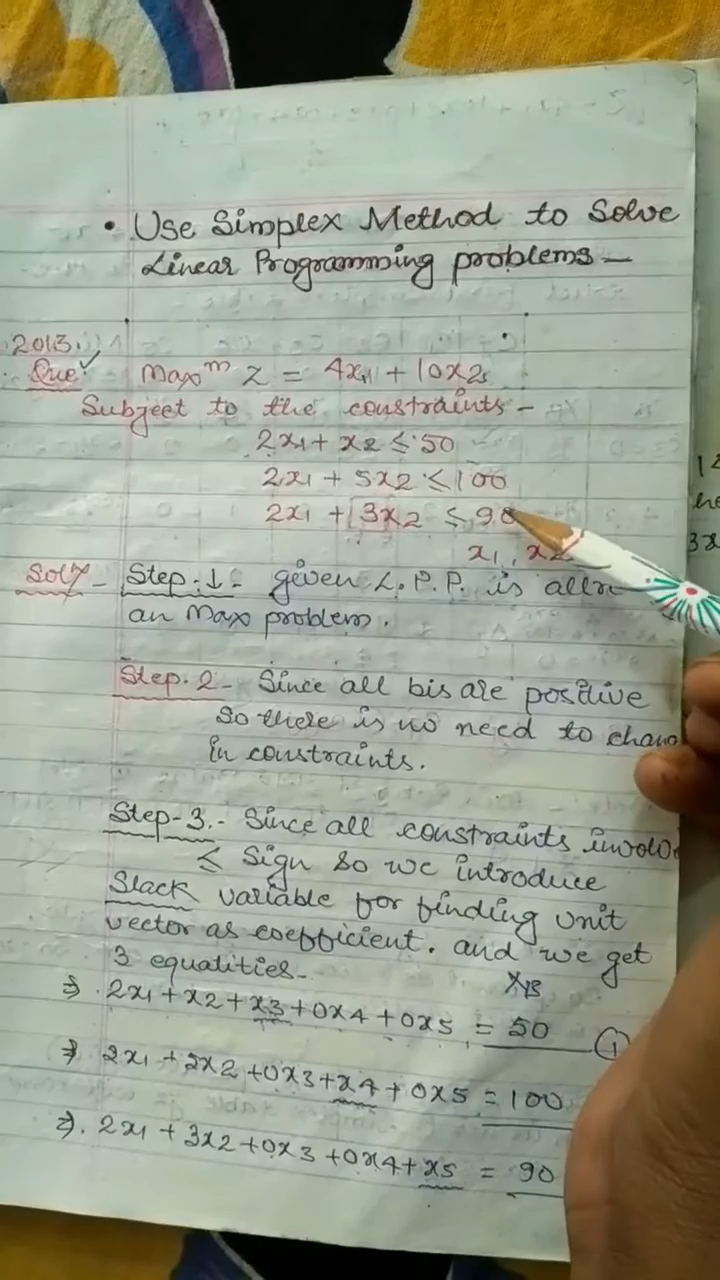 • Use Simplex Method to Solve
Linear Programming problems –
2013.
Que! Maxᵐ Z = 4x1 + 10x2
Subject to the constraints –
2x1 + x2 ≤ 50
2x1 + 5x2 ≤ 100
2x1 + 3x2 ≤ 90
x1, x2
Solⁿ – Step: 1 – given L.P.P. is allre
an Max problem.
Step. 2 – Since all bis are positive
So there is no need to chang
in constraints.
Step-3. – Since all constraints involv
≤ Sign So we introduce
Slack variable for finding unit
vector as coefficient. and we get
3 equalities –
XB
⇒ 2x1 + x2 + x3 + 0x4 + 0x5 = 50 ①
⇒ 2x1 + 5x2 + 0x3 + x4 + 0x5 = 100
⇒ 2x1 + 3x2 + 0x3 + 0x4 + x5 = 90